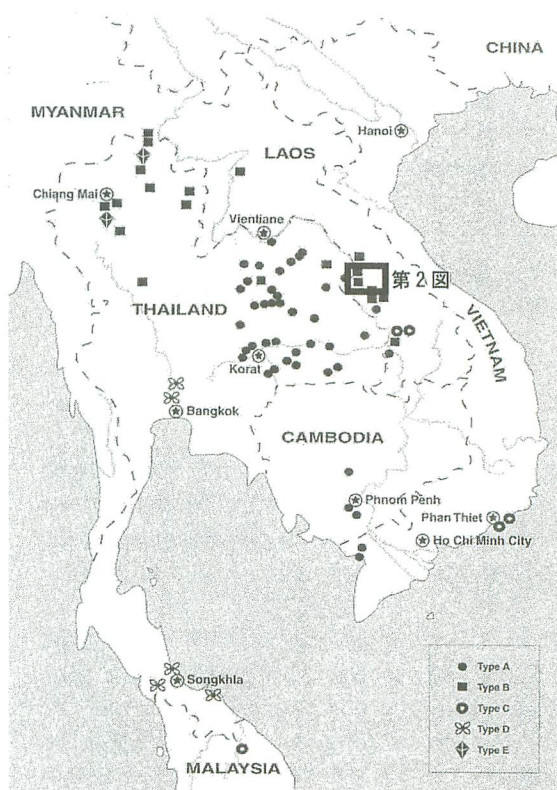 CHINA
MYANMAR
Hanoi
LAOS
Chiang Mai
Vientiane
第2図
THAILAND
VIETNAM
Korat
Bangkok
CAMBODIA
Phnom Penh
Phan Thiet
Ho Chi Minh City
Songkhla
MALAYSIA
Type A
Type B
Type C
Type D
Type E